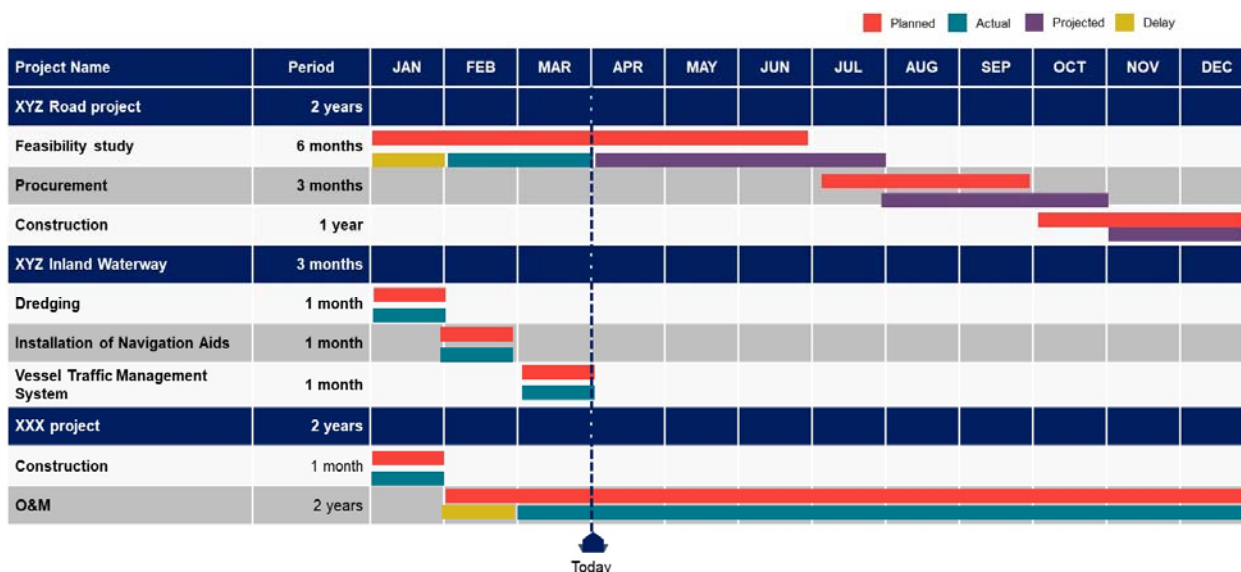 Planned Actual Projected Delay
Project Name Period JAN FEB MAR APR MAY JUN JUL AUG SEP OCT NOV DEC
XYZ Road project 2 years
Feasibility study 6 months
Procurement 3 months
Construction 1 year
XYZ Inland Waterway 3 months
Dredging 1 month
Installation of Navigation Aids 1 month
Vessel Traffic Management
System 1 month
XXX project 2 years
Construction 1 month
O&M 2 years
Today